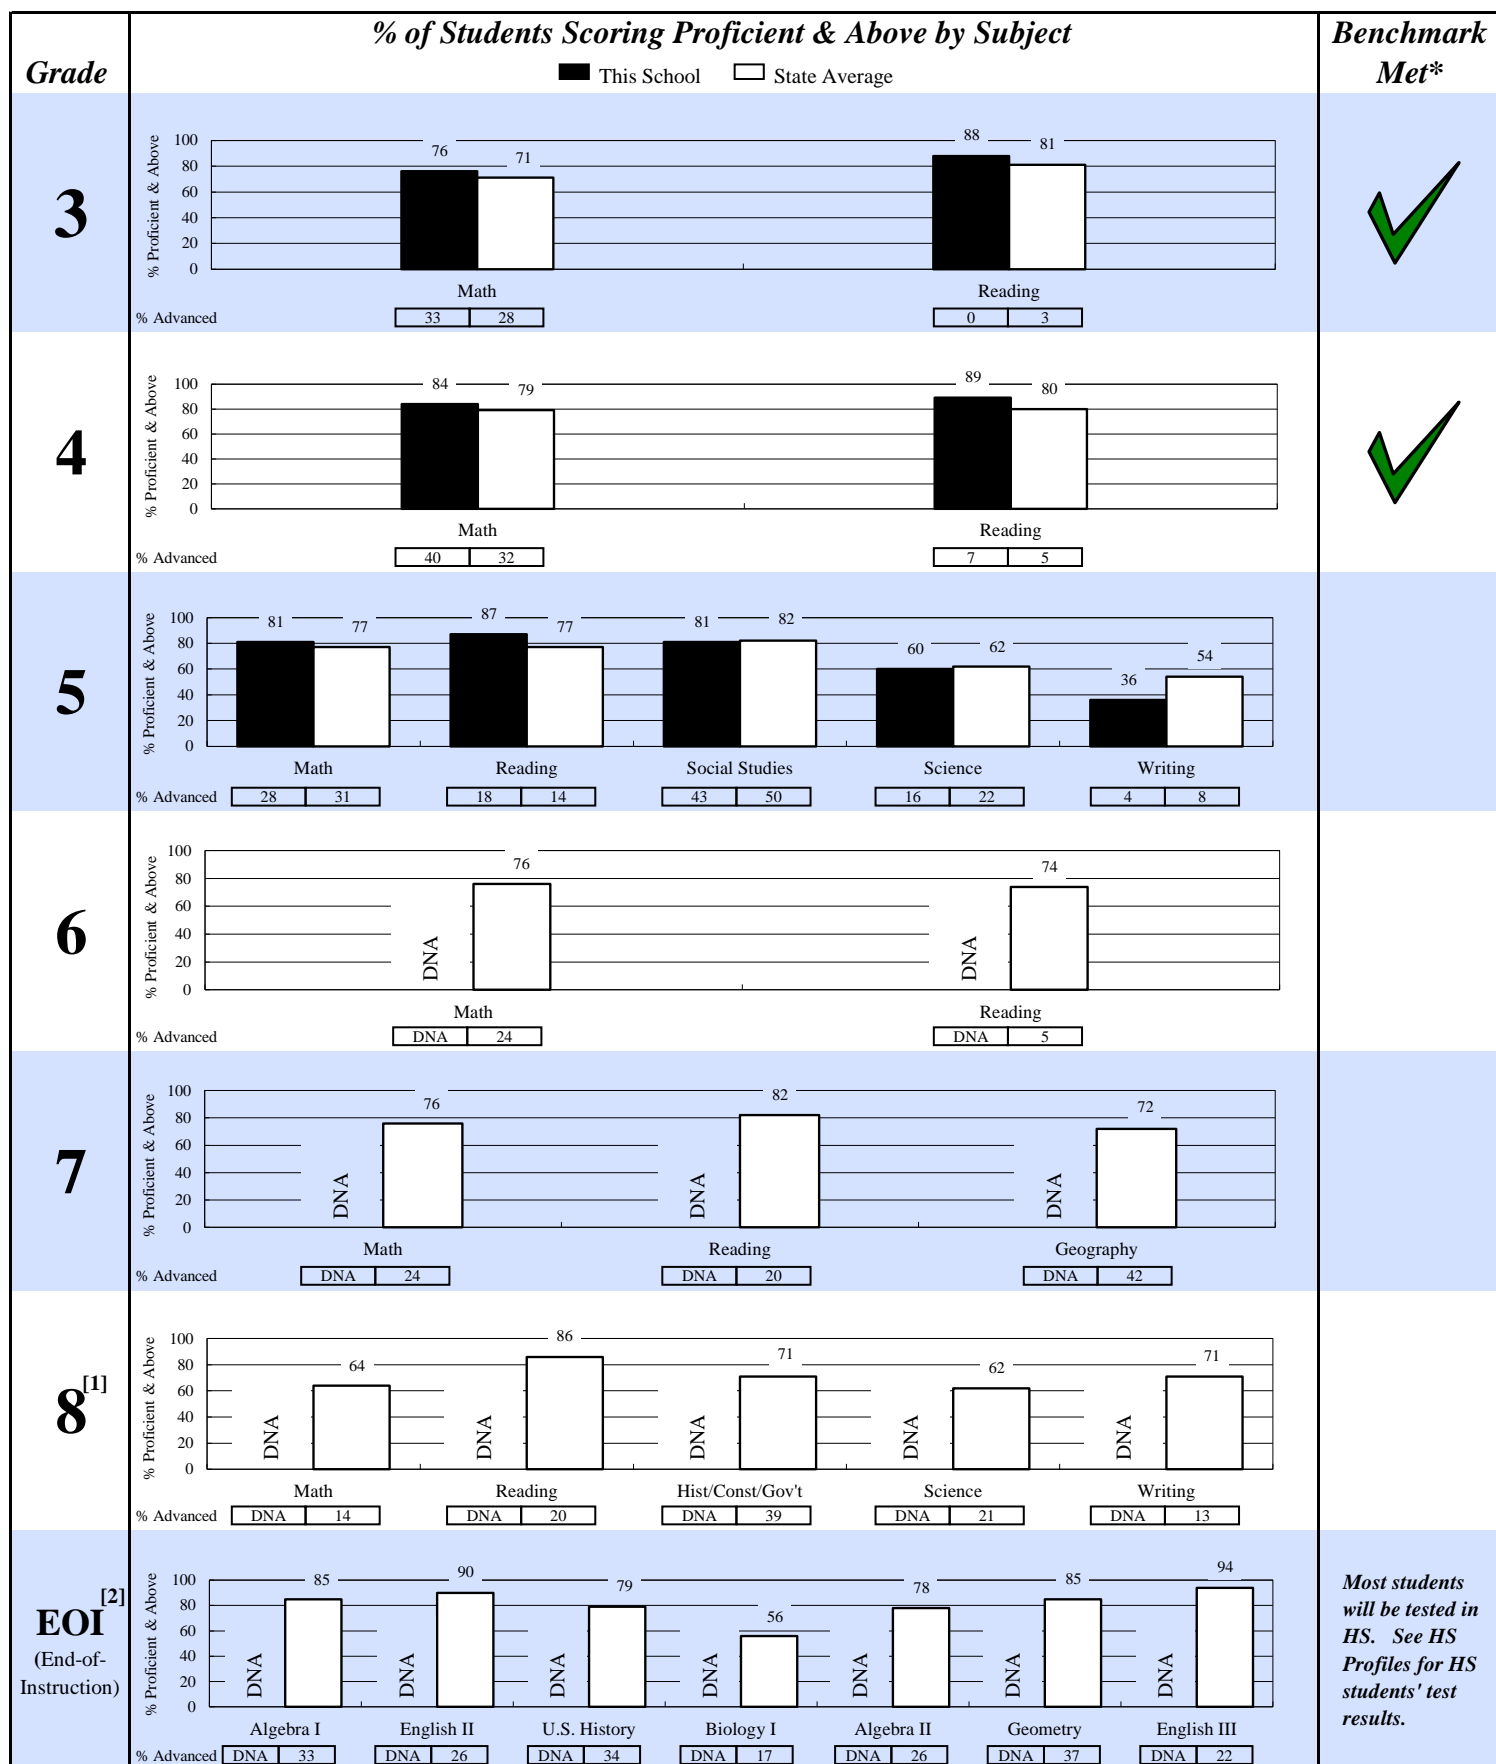 % of Students Scoring Proficient & Above by Subject
Benchmark
Met*
Grade
This School State Average
3
% Proficient & Above
100
80
60
40
20
0
76 71 88 81
Math Reading
% Advanced 33 28 0 3
4
% Proficient & Above
100
80
60
40
20
0
84 79 89 80
Math Reading
% Advanced 40 32 7 5
5
% Proficient & Above
100
80
60
40
20
0
81 77 87 77 81 82 60 62 36 54
Math Reading Social Studies Science Writing
% Advanced 28 31 18 14 43 50 16 22 4 8
6
% Proficient & Above
100
80
60
40
20
0
DNA 76 DNA 74
Math Reading
% Advanced DNA 24 DNA 5
7
% Proficient & Above
100
80
60
40
20
0
DNA 76 DNA 82 DNA 72
Math Reading Geography
% Advanced DNA 24 DNA 20 DNA 42
8[1]
% Proficient & Above
100
80
60
40
20
0
DNA 64 DNA 86 DNA 71 DNA 62 DNA 71
Math Reading Hist/Const/Gov't Science Writing
% Advanced DNA 14 DNA 20 DNA 39 DNA 21 DNA 13
EOI[2]
(End-of-
Instruction)
% Proficient & Above
100
80
60
40
20
0
DNA 85 DNA 90 DNA 79 DNA 56 DNA 78 DNA 85 DNA 94
Algebra I English II U.S. History Biology I Algebra II Geometry English III
% Advanced DNA 33 DNA 26 DNA 34 DNA 17 DNA 26 DNA 37 DNA 22
Most students
will be tested in
HS. See HS
Profiles for HS
students' test
results.